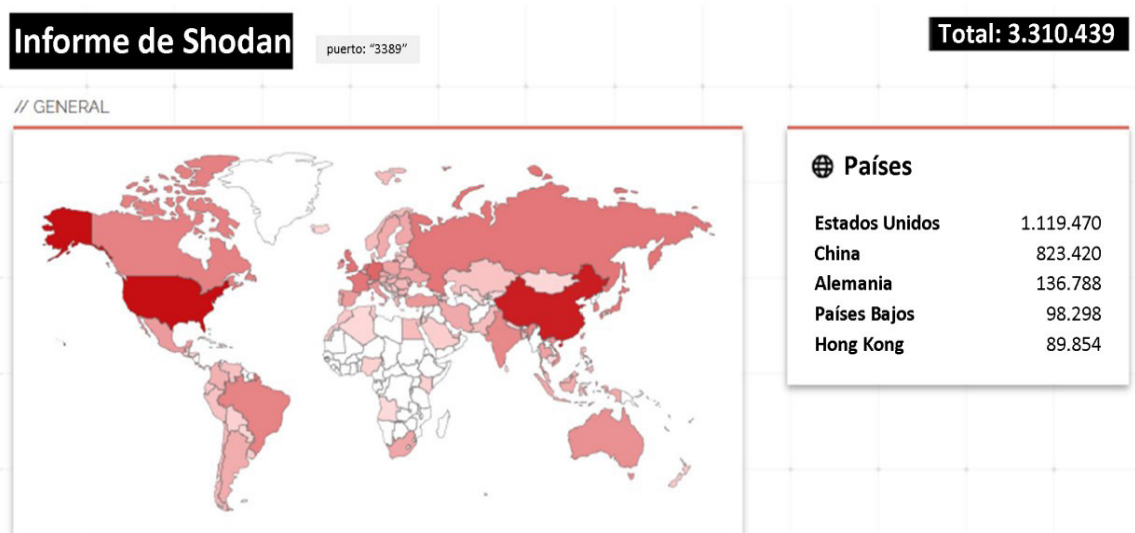 Informe de Shodan
puerto: “3389”
Total: 3.310.439
// GENERAL
Países
Estados Unidos 1.119.470
China 823.420
Alemania 136.788
Países Bajos 98.298
Hong Kong 89.854